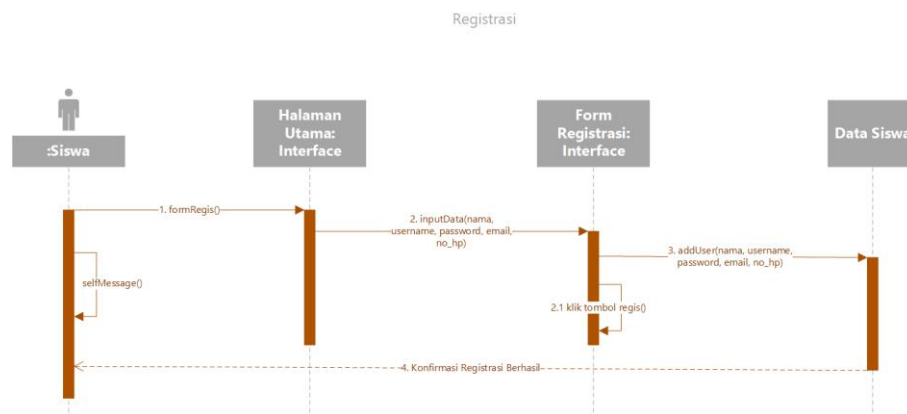 Registrasi
:Siswa
Halaman
Utama:
Interface
Form
Registrasi:
Interface
Data Siswa
1. formRegis()
2. inputData(nama,
username, password, email,
no_hp)
3. addUser(nama, username,
password, email, no_hp)
selfMessage()
2.1 klik tombol regis()
4. Konfirmasi Registrasi Berhasil